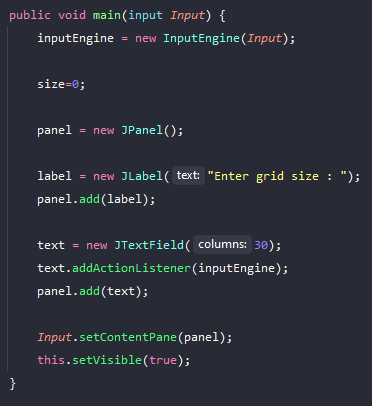 public void main(input Input) {
    inputEngine = new InputEngine(Input);
    size=0;
    panel = new JPanel();
    label = new JLabel( text: "Enter grid size : ");
    panel.add(label);
    text = new JTextField( columns: 30);
    text.addActionListener(inputEngine);
    panel.add(text);
    Input.setContentPane(panel);
    this.setVisible(true);
}